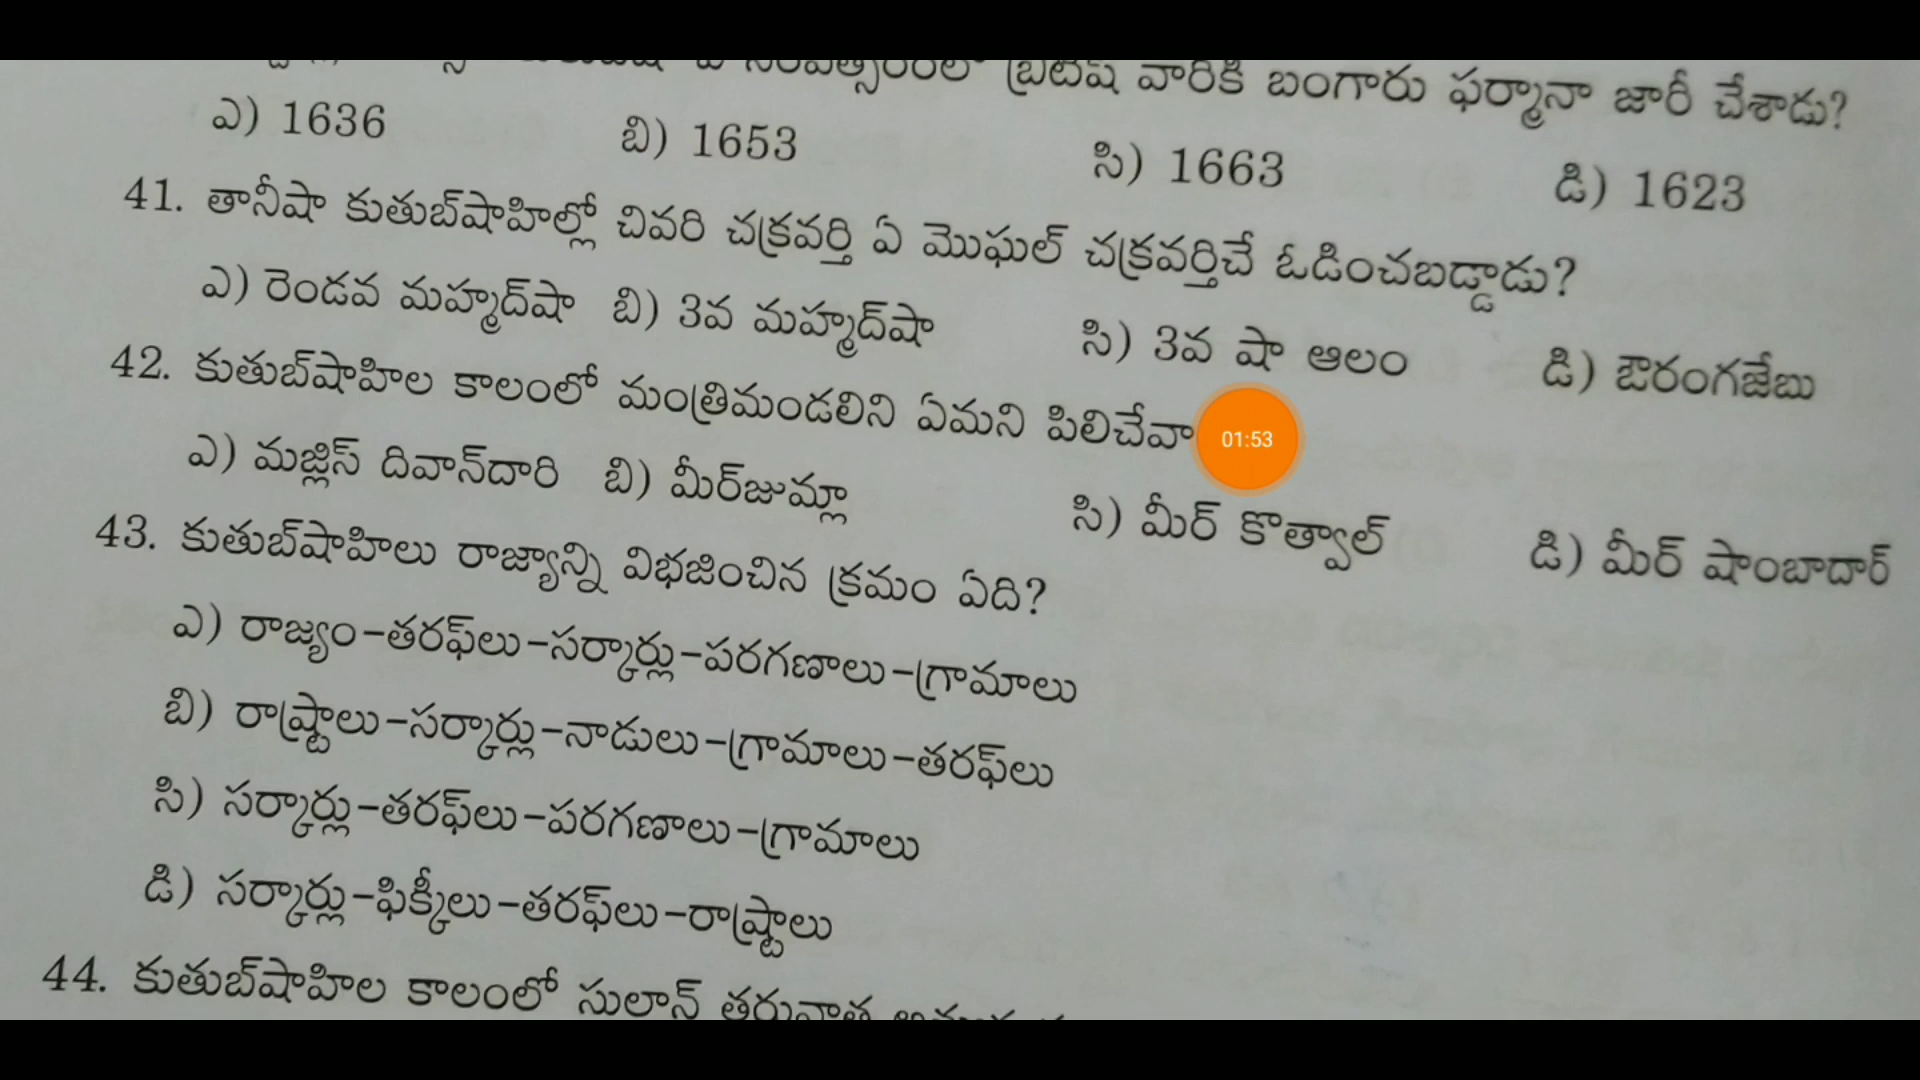 బ్రిటిష్ వారికి బంగారు ఫర్మానా జారీ చేశాడు?
ఎ) 1636 బి) 1653 సి) 1663 డి) 1623
41. తానీషా కుతుబ్‌షాహిల్లో చివరి చక్రవర్తి ఏ మొఘల్ చక్రవర్తిచే ఓడించబడ్డాడు?
ఎ) రెండవ మహ్మద్‌షా బి) 3వ మహ్మద్‌షా సి) 3వ షా ఆలం డి) ఔరంగజేబు
42. కుతుబ్‌షాహిల కాలంలో మంత్రిమండలిని ఏమని పిలిచేవా
01:53
ఎ) మజ్లిస్ దివాన్‌దారి బి) మీర్‌జుమ్లా సి) మీర్ కొత్వాల్ డి) మీర్ షాంబాదార్
43. కుతుబ్‌షాహిలు రాజ్యాన్ని విభజించిన క్రమం ఏది?
ఎ) రాజ్యం-తరఫ్‌లు-సర్కార్లు-పరగణాలు-గ్రామాలు
బి) రాష్ట్రాలు-సర్కార్లు-నాడులు-గ్రామాలు-తరఫ్‌లు
సి) సర్కార్లు-తరఫ్‌లు-పరగణాలు-గ్రామాలు
డి) సర్కార్లు-ఫిక్కీలు-తరఫ్‌లు-రాష్ట్రాలు
44. కుతుబ్‌షాహిల కాలంలో సులాన్ తరువాత